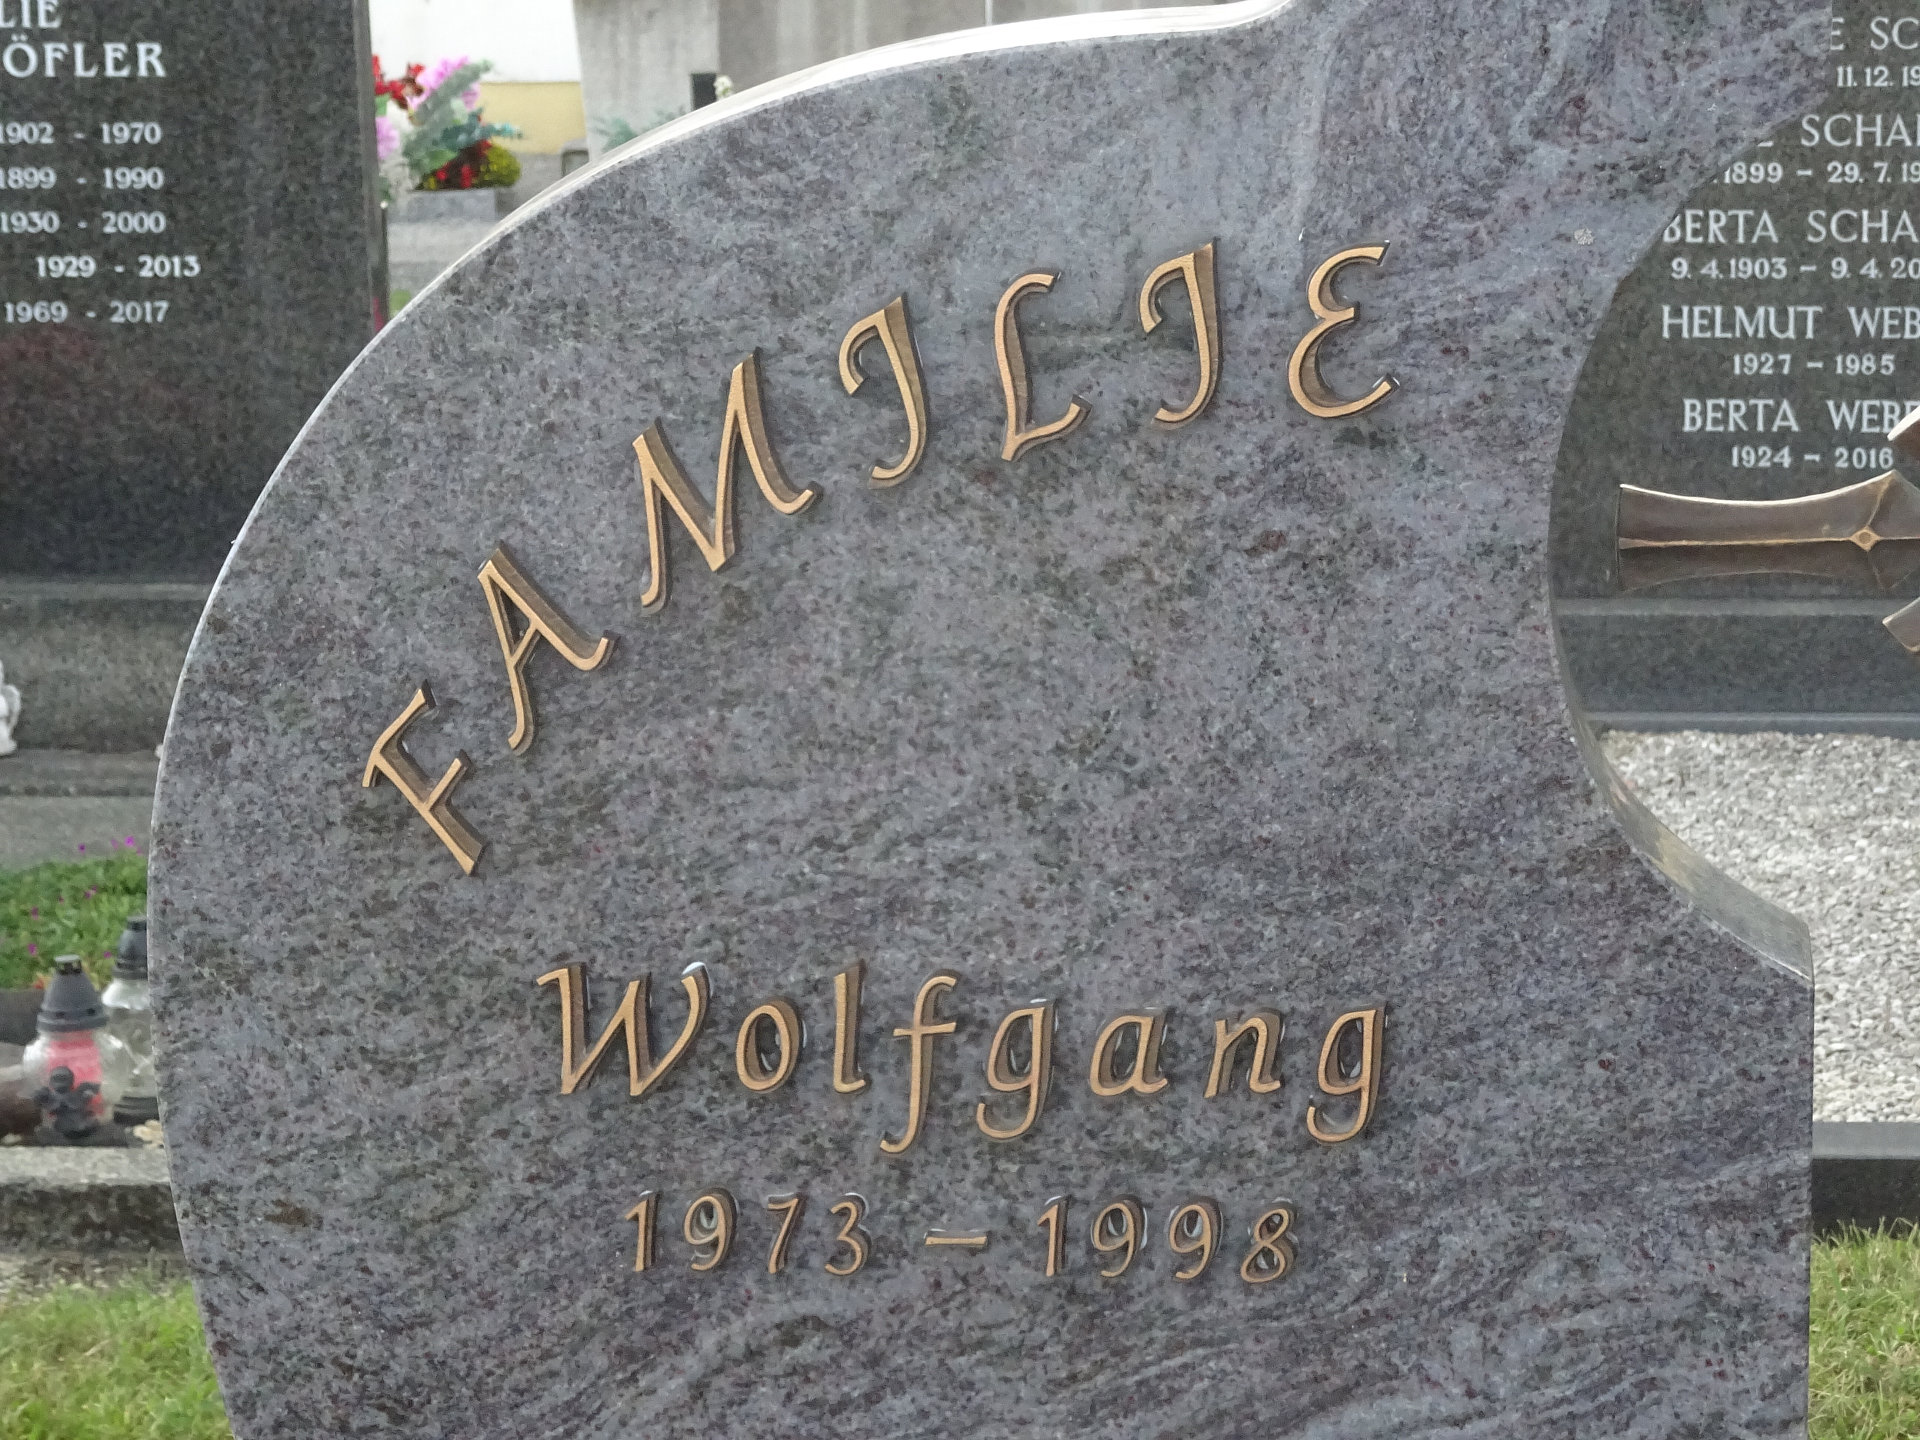 ÖFLER
1902 - 1970
1899 - 1990
1930 - 2000
1929 - 2013
1969 - 2017
FAMILIE
Wolfgang
1973 – 1998
11. 12.
1899 – 29. 7.
BERTA
9. 4. 1903 – 9. 4.
HELMUT
1927 – 1985
BERTA
1924 – 2016